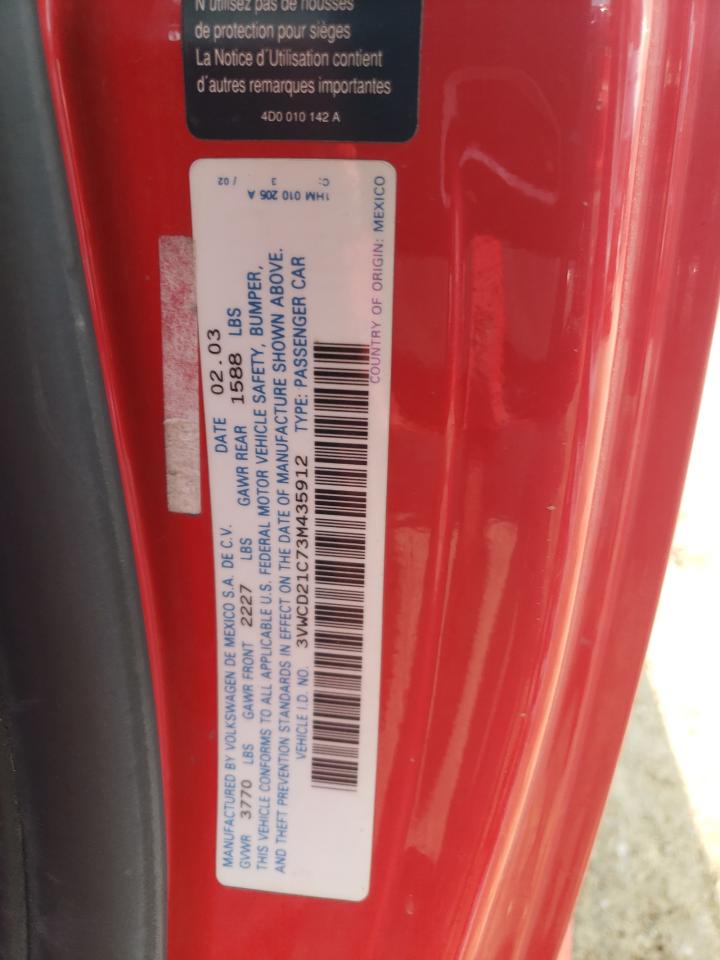 N'utilisez pas de housses
de protection pour sièges
La Notice d'Utilisation contient
d'autres remarques importantes
4D0 010 142 A
MANUFACTURED BY VOLKSWAGEN DE MEXICO S.A. DE C.V. DATE 02.03
GVWR 3770 LBS GAWR FRONT 2227 LBS GAWR REAR 1588 LBS
THIS VEHICLE CONFORMS TO ALL APPLICABLE U.S. FEDERAL MOTOR VEHICLE SAFETY, BUMPER,
AND THEFT PREVENTION STANDARDS IN EFFECT ON THE DATE OF MANUFACTURE SHOWN ABOVE.
VEHICLE I.D. NO. 3VWCD21C73M435912 TYPE: PASSENGER CAR
COUNTRY OF ORIGIN: MEXICO
1HM 010 205 A
3
C: / 02